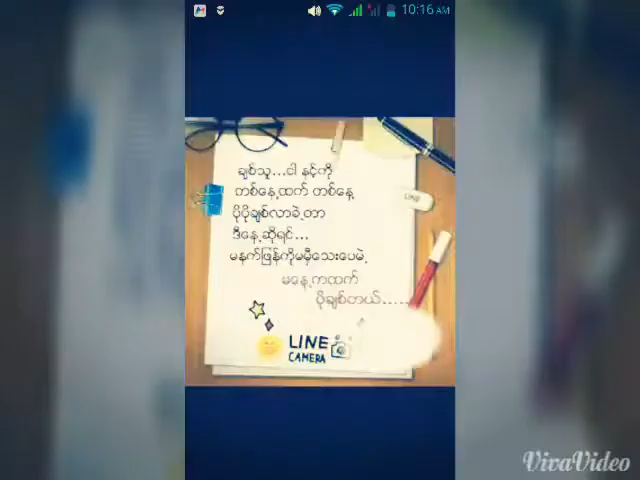 10:16 AM
ချစ်သူ...ငါ နင့်ကို
တစ်နေ့ထက် တစ်နေ့
ပိုပိုချစ်လာခဲ့တာ
ဒီနေ့ဆိုရင်...
မနက်ဖြန်ကိုမမှီသေးပေမဲ့
မနေ့ကထက်
ပိုချစ်တယ်.....
LINE
CAMERA
VivaVideo